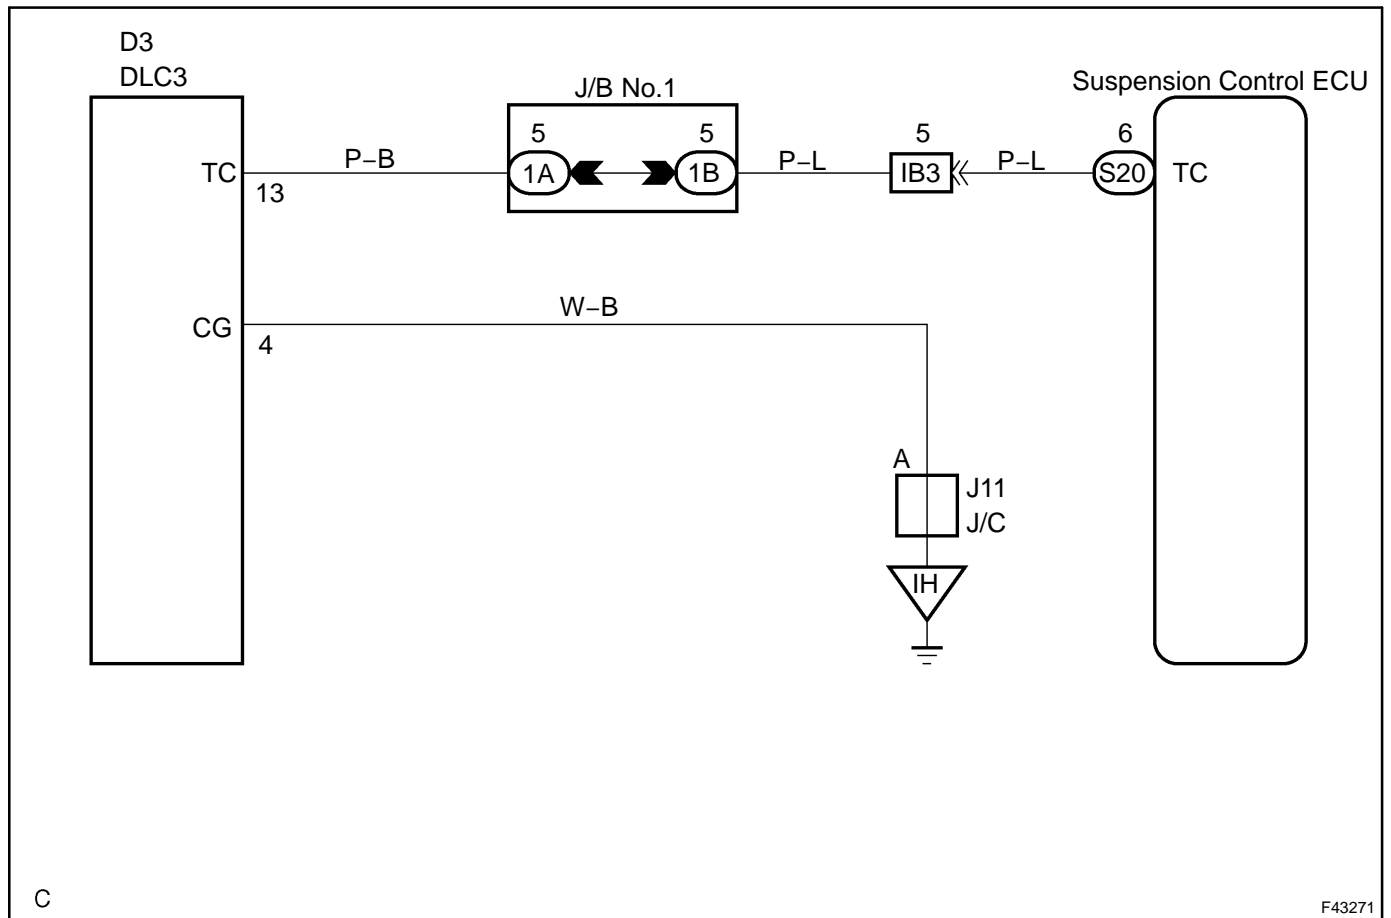 D3
DLC3
J/B No.1
Suspension Control ECU
5
5
5
6
TC
P–B
1A
1B
P–L
IB3
P–L
S20
TC
13
W–B
CG
4
A
J11
J/C
IH
C
F43271